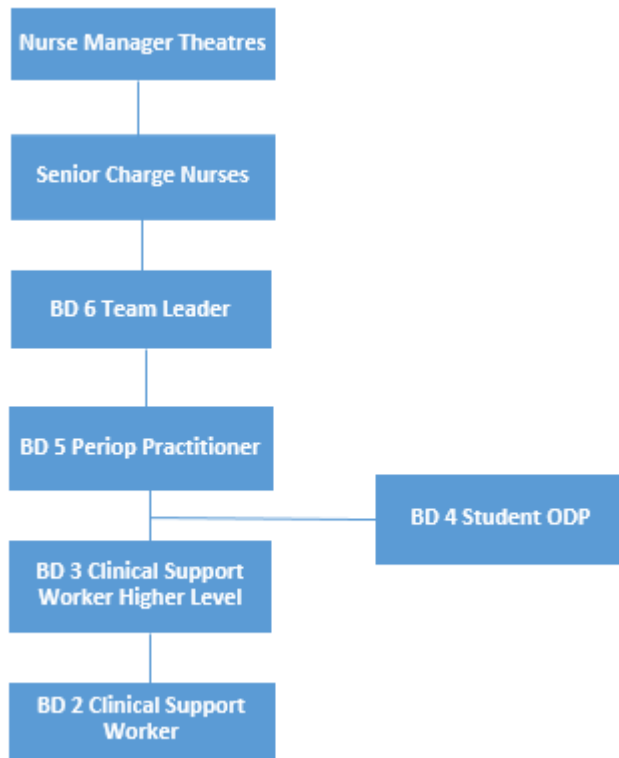 Nurse Manager Theatres
Senior Charge Nurses
BD 6 Team Leader
BD 5 Periop Practitioner
BD 4 Student ODP
BD 3 Clinical Support
Worker Higher Level
BD 2 Clinical Support
Worker